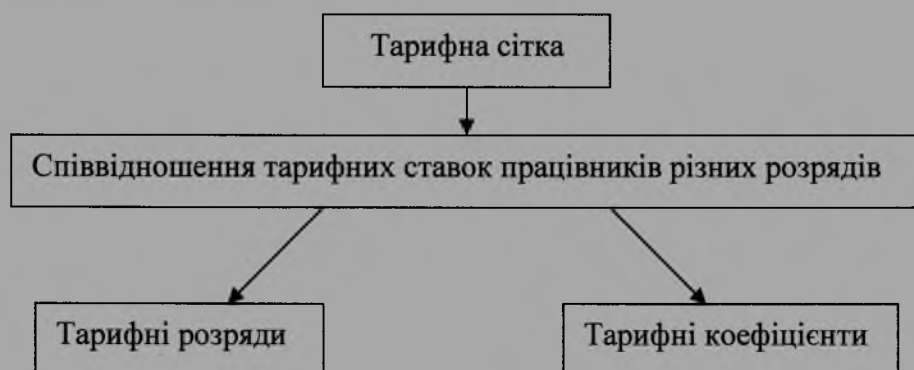 Тарифна сітка
Співвідношення тарифних ставок працівників різних розрядів
Тарифні розряди
Тарифні коефіцієнти